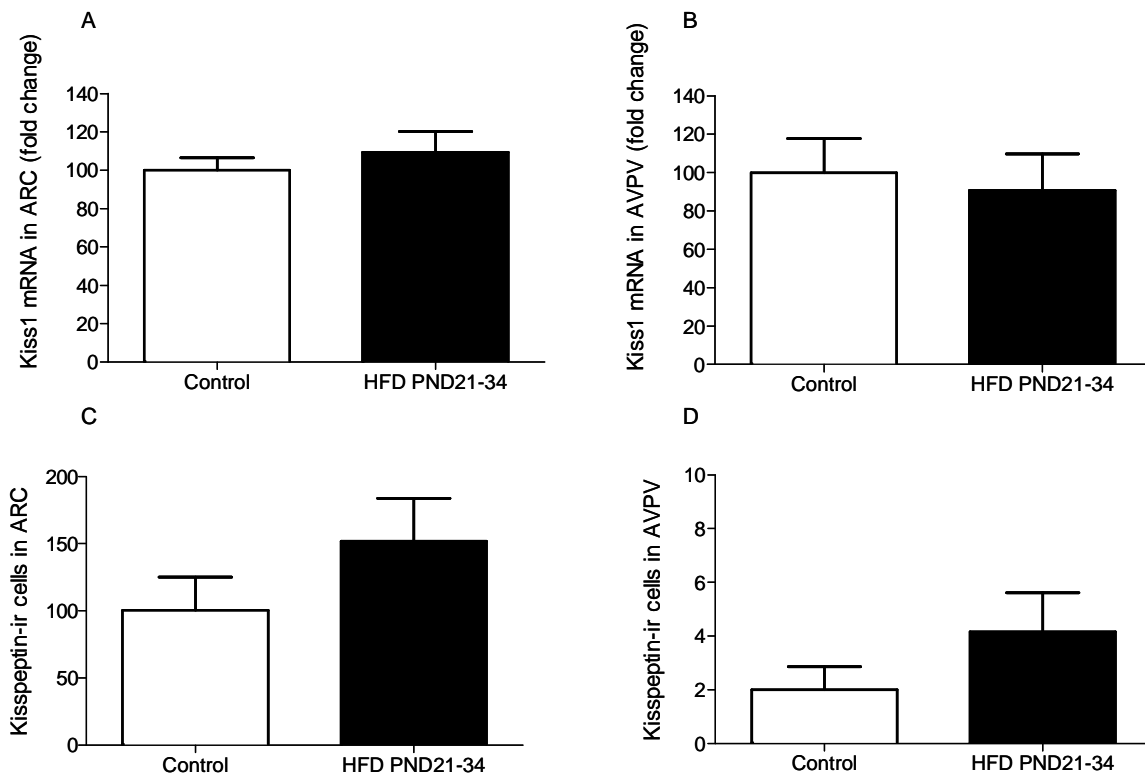 A
Kiss1 mRNA in ARC (fold change)
140
120
100
80
60
40
20
0
Control
HFD PND21-34
B
Kiss1 mRNA in AVPV (fold change)
140
120
100
80
60
40
20
0
Control
HFD PND21-34
C
Kisspeptin-ir cells in ARC
200
150
100
50
0
Control
HFD PND21-34
D
Kisspeptin-ir cells in AVPV
10
8
6
4
2
0
Control
HFD PND21-34